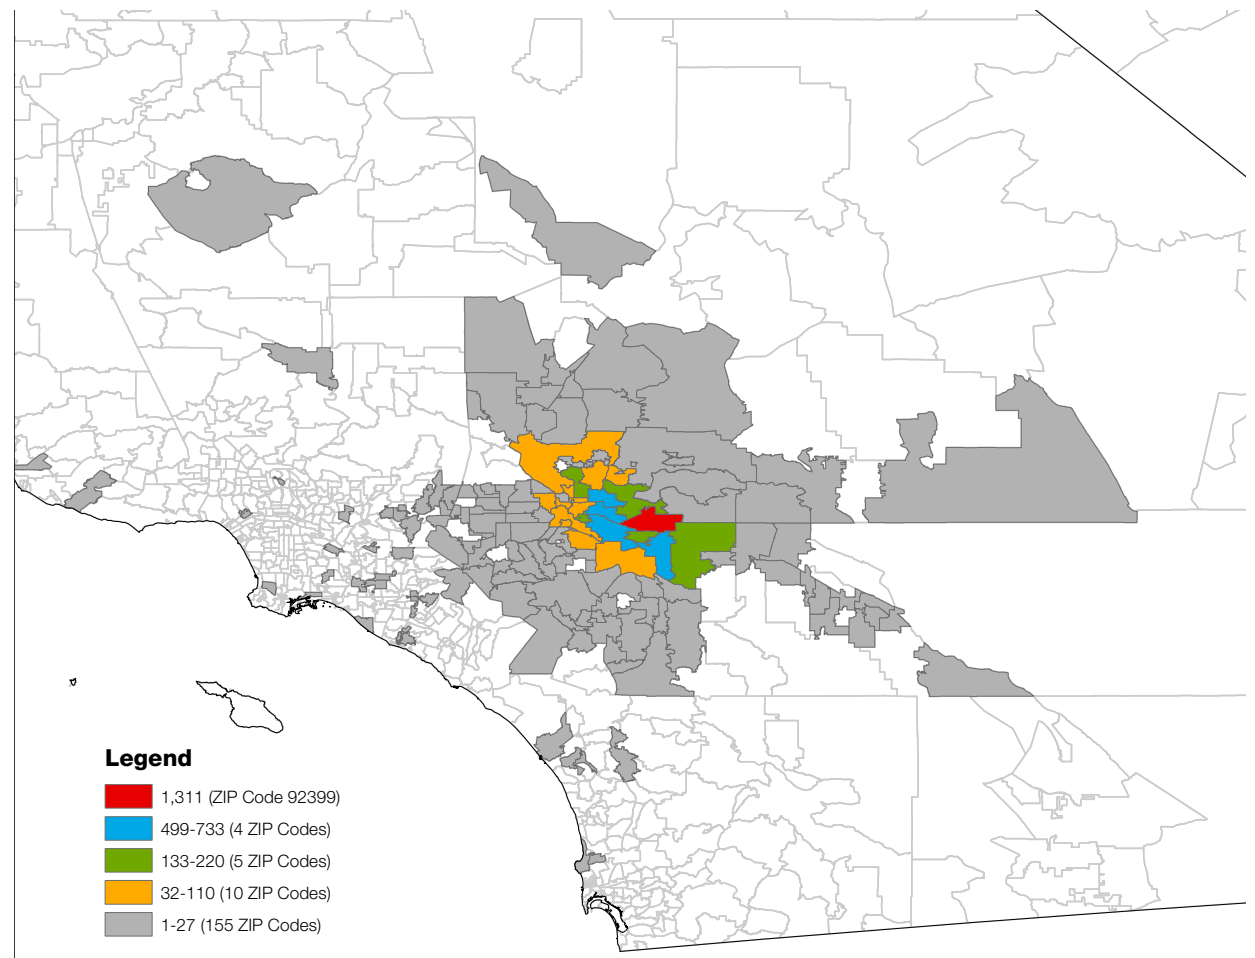 Legend
1,311 (ZIP Code 92399)
499-733 (4 ZIP Codes)
133-220 (5 ZIP Codes)
32-110 (10 ZIP Codes)
1-27 (155 ZIP Codes)